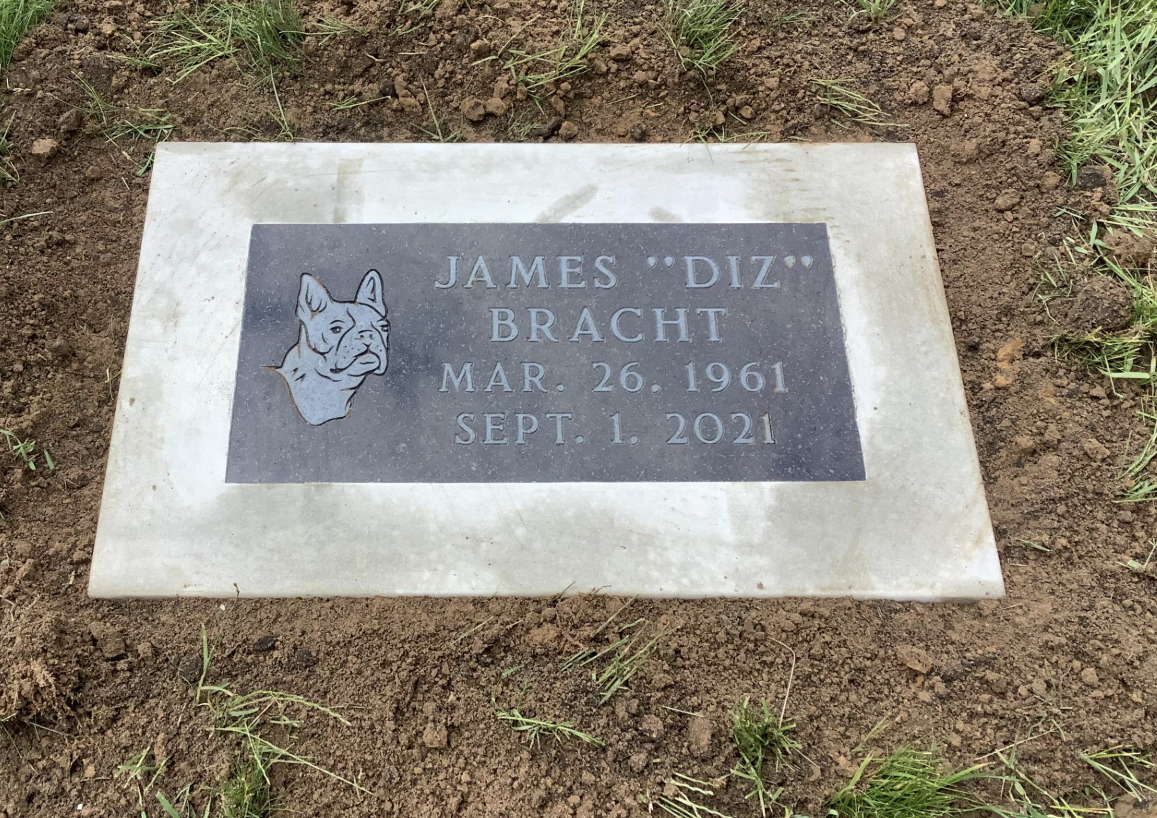 JAMES "DIZ"
BRACHT
MAR. 26. 1961
SEPT. 1. 2021